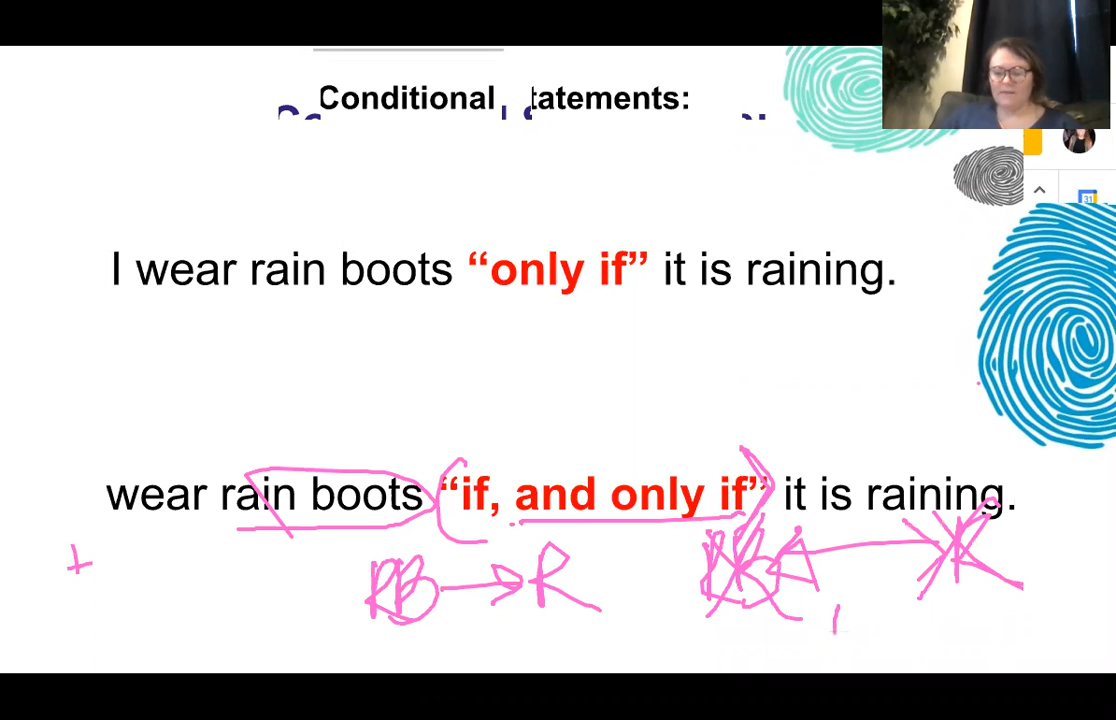 Conditional tatements:
I wear rain boots “only if” it is raining.
wear rain boots “if, and only if” it is raining.
RB → R
31